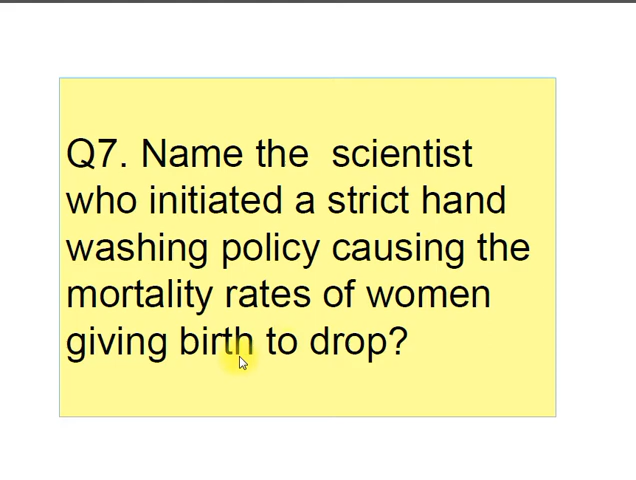 Q7. Name the  scientist
who initiated a strict hand
washing policy causing the
mortality rates of women
giving birth to drop?